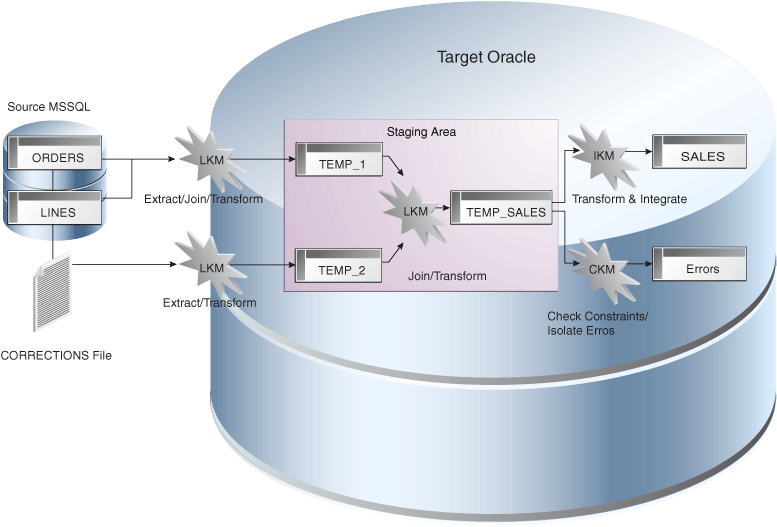 Target Oracle
Source MSSQL
ORDERS
LINES
CORRECTIONS File
LKM
Extract/Join/Transform
LKM
Extract/Transform
Staging Area
TEMP_1
TEMP_2
LKM
Join/Transform
TEMP_SALES
IKM
Transform & Integrate
SALES
CKM
Check Constraints/
Isolate Erros
Errors